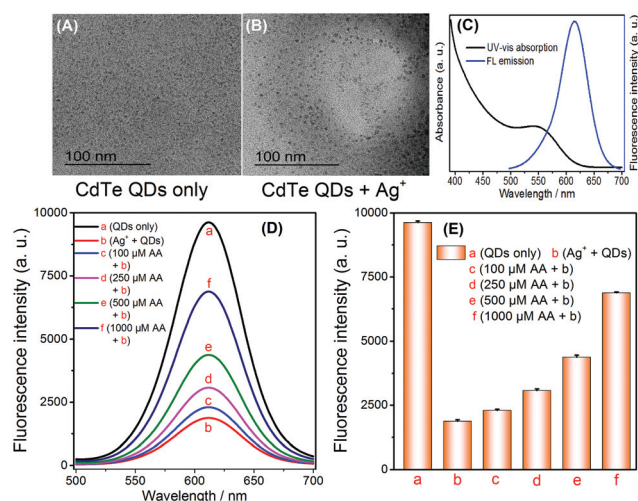 (A)
100 nm
CdTe QDs only
(B)
100 nm
CdTe QDs + Ag⁺
(C)
UV-vis absorption
FL emission
Absorbance (a. u.)
Fluorescence intensity (a. u.)
400 450 500 550 600 650 700
Wavelength / nm
(D)
a (QDs only)
b (Ag⁺ + QDs)
c (100 µM AA
+ b)
d (250 µM AA
+ b)
e (500 µM AA
+ b)
f (1000 µM AA
+ b)
a
f
e
d
c
b
Fluorescence intensity (a. u.)
10000
7500
5000
2500
0
500 550 600 650 700
Wavelength / nm
(E)
a (QDs only) b (Ag⁺ + QDs)
c (100 µM AA + b)
d (250 µM AA + b)
e (500 µM AA + b)
f (1000 µM AA + b)
Fluorescence intensity (a. u.)
10000
7500
5000
2500
0
a b c d e f